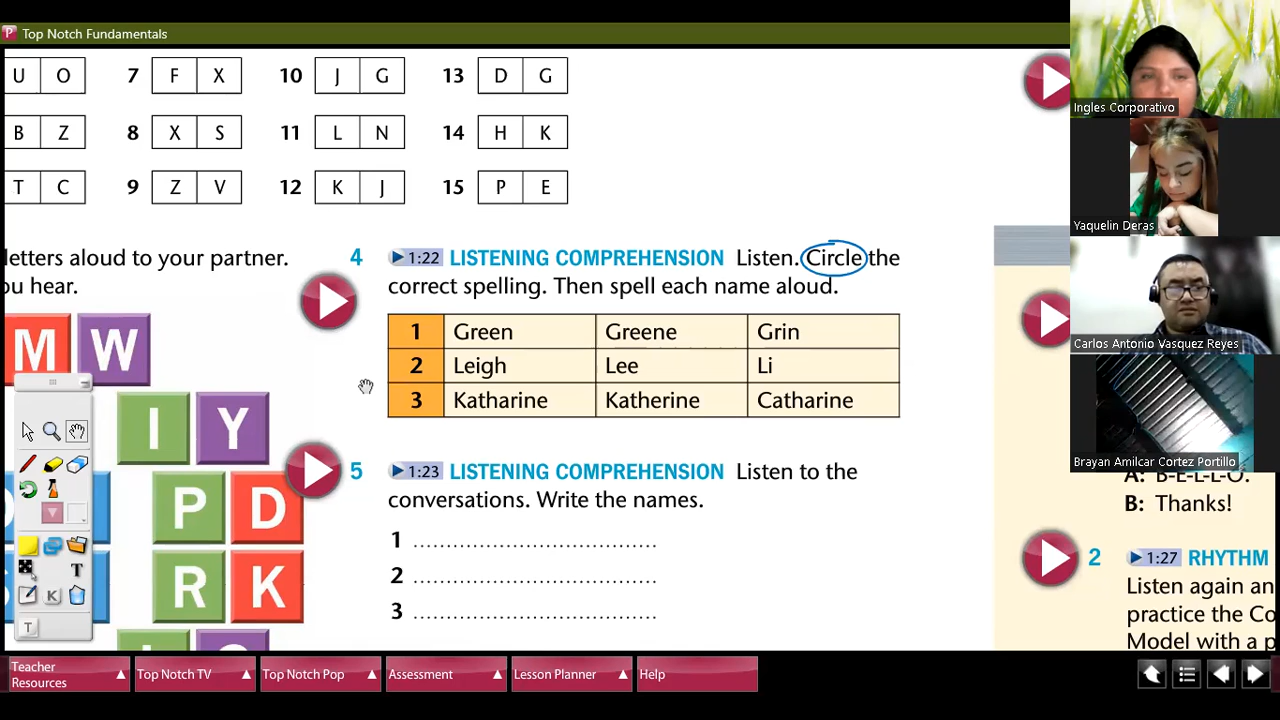 Top Notch Fundamentals
U O 7 F X 10 J G 13 D G
B Z 8 X S 11 L N 14 H K
T C 9 Z V 12 K J 15 P E
letters aloud to your partner.
ou hear.
M W
I Y
P D
R K
4 1:22 LISTENING COMPREHENSION Listen. Circle the
correct spelling. Then spell each name aloud.
1 Green Greene Grin
2 Leigh Lee Li
3 Katharine Katherine Catharine
5 1:23 LISTENING COMPREHENSION Listen to the
conversations. Write the names.
1
2
3
A: B-E-L-L-O.
B: Thanks!
2 1:27 RHYTHM
Listen again an
practice the Co
Model with a p
Ingles Corporativo
Yaquelin Deras
Carlos Antonio Vasquez Reyes
Brayan Amilcar Cortez Portillo
T
K
T
Teacher
Resources
Top Notch TV
Top Notch Pop
Assessment
Lesson Planner
Help